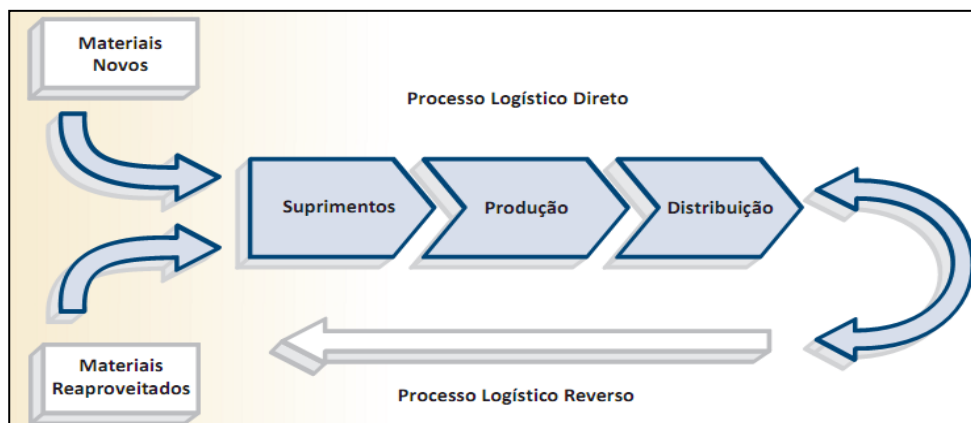 Materiais
Novos
Processo Logístico Direto
Suprimentos
Produção
Distribuição
Materiais
Reaproveitados
Processo Logístico Reverso